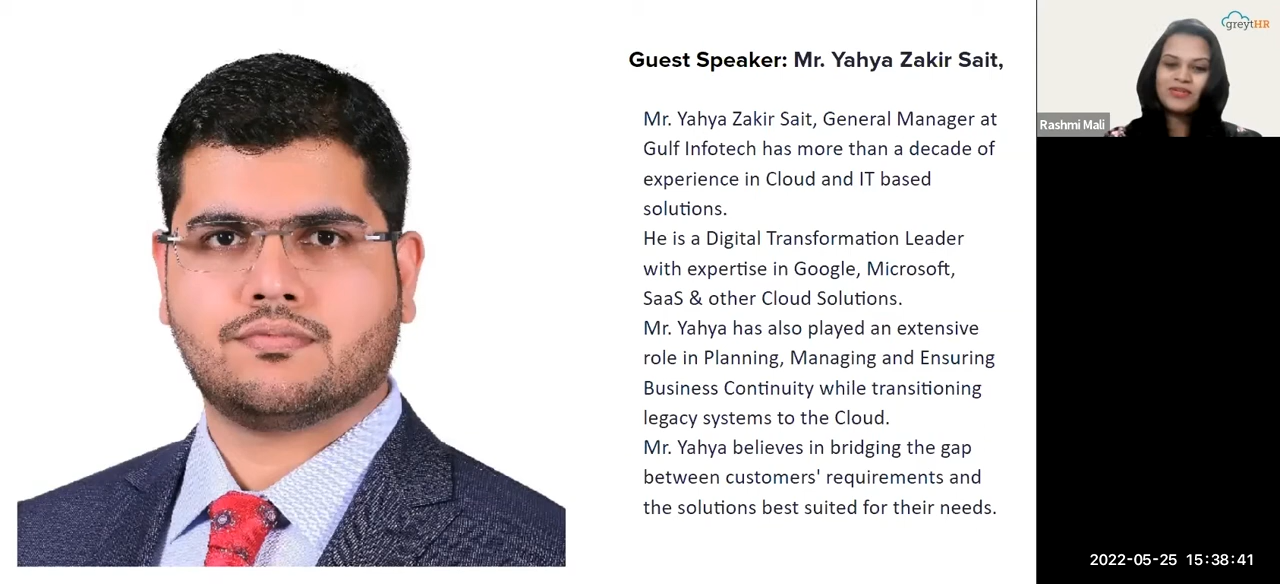 Guest Speaker: Mr. Yahya Zakir Sait,
Mr. Yahya Zakir Sait, General Manager at
Gulf Infotech has more than a decade of
experience in Cloud and IT based
solutions.
He is a Digital Transformation Leader
with expertise in Google, Microsoft,
SaaS & other Cloud Solutions.
Mr. Yahya has also played an extensive
role in Planning, Managing and Ensuring
Business Continuity while transitioning
legacy systems to the Cloud.
Mr. Yahya believes in bridging the gap
between customers' requirements and
the solutions best suited for their needs.
greytHR
Rashmi Mali
2022-05-25 15:38:41